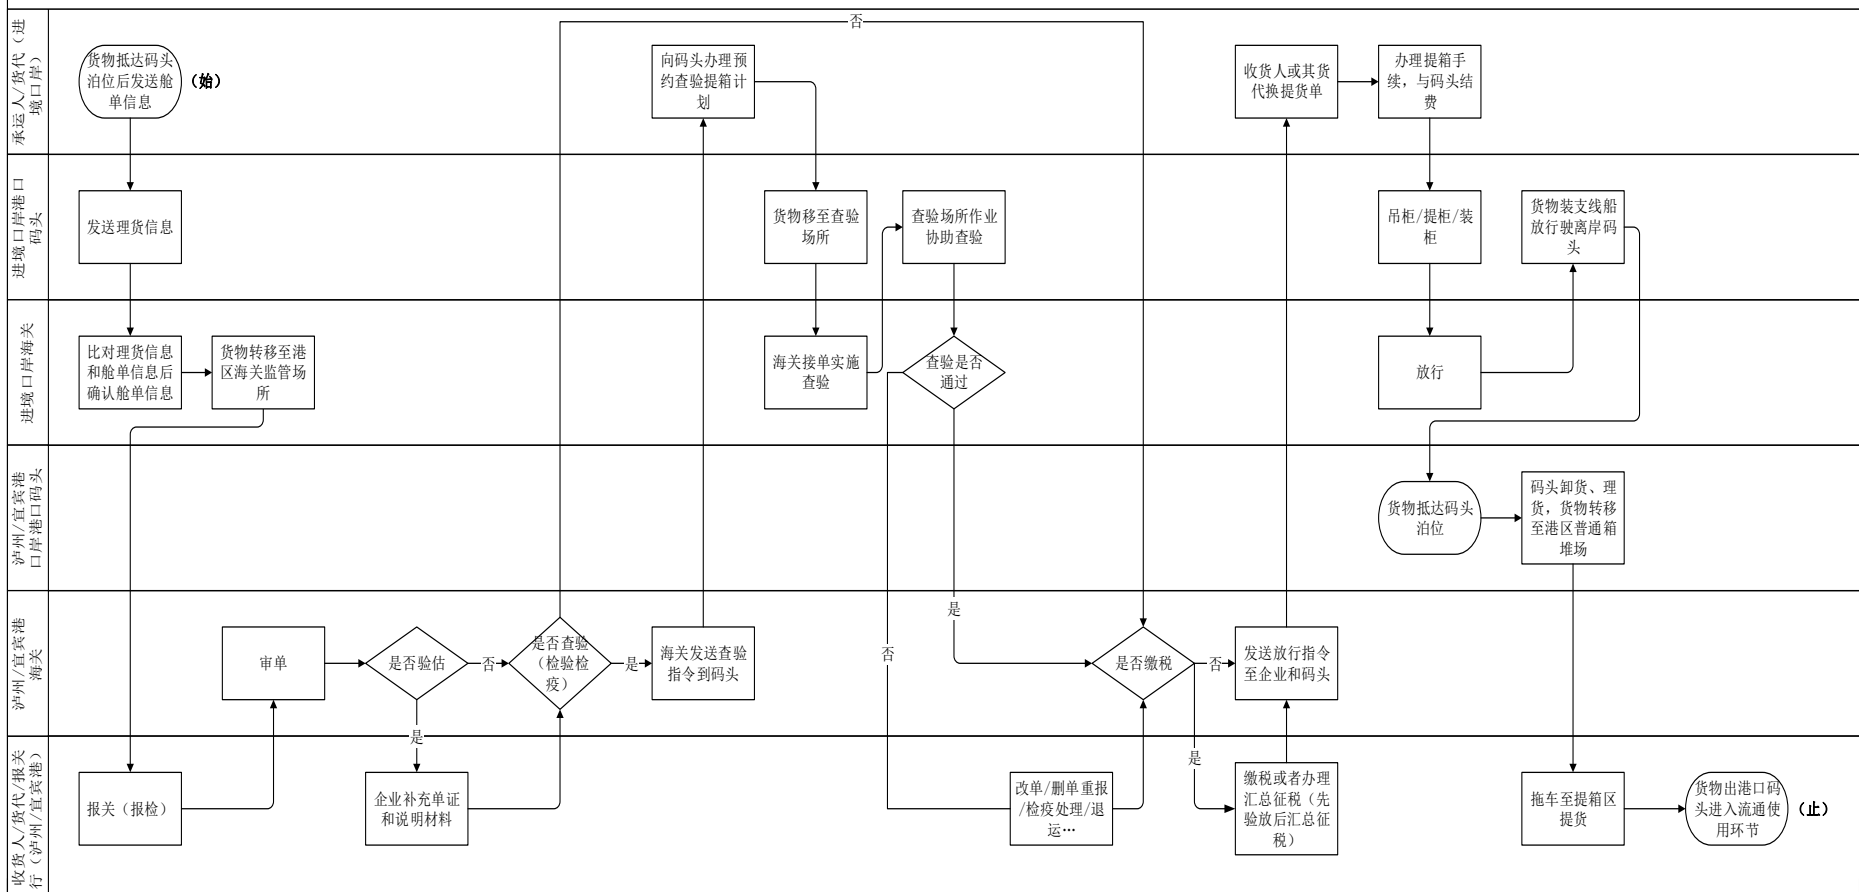 承运人/货代（进
境口岸）
货物抵达码头
泊位后发送舱
单信息
（始）
否
向码头办理预
约查验提箱计
划
收货人或其货
代换提货单
办理提箱手
续，与码头结
费
进境口岸港口
码头
发送理货信息
货物移至查验
场所
查验场所作业
协助查验
吊柜/提柜/装
柜
货物装支线船
放行驶离岸码
头
进境口岸海关
比对理货信息
和舱单信息后
确认舱单信息
货物转移至港
区海关监管场
所
海关接单实施
查验
查验是否
通过
放行
泸州/宜宾港
口岸港口码头
货物抵达码头
泊位
码头卸货、理
货，货物转移
至港区普通箱
堆场
泸州/宜宾港
海关
审单
是否验估
否
是
是否查验
（检验检
疫）
是
海关发送查验
指令到码头
否
是
是否缴税
否
是
发送放行指令
至企业和码头
收货人/货代/报关
行（泸州/宜宾港）
报关（报检）
企业补充单证
和说明材料
改单/删单重报
/检疫处理/退
运…
缴税或者办理
汇总征税（先
验放后汇总征
税）
拖车至提箱区
提货
货物出港口码
头进入流通使
用环节
（止）